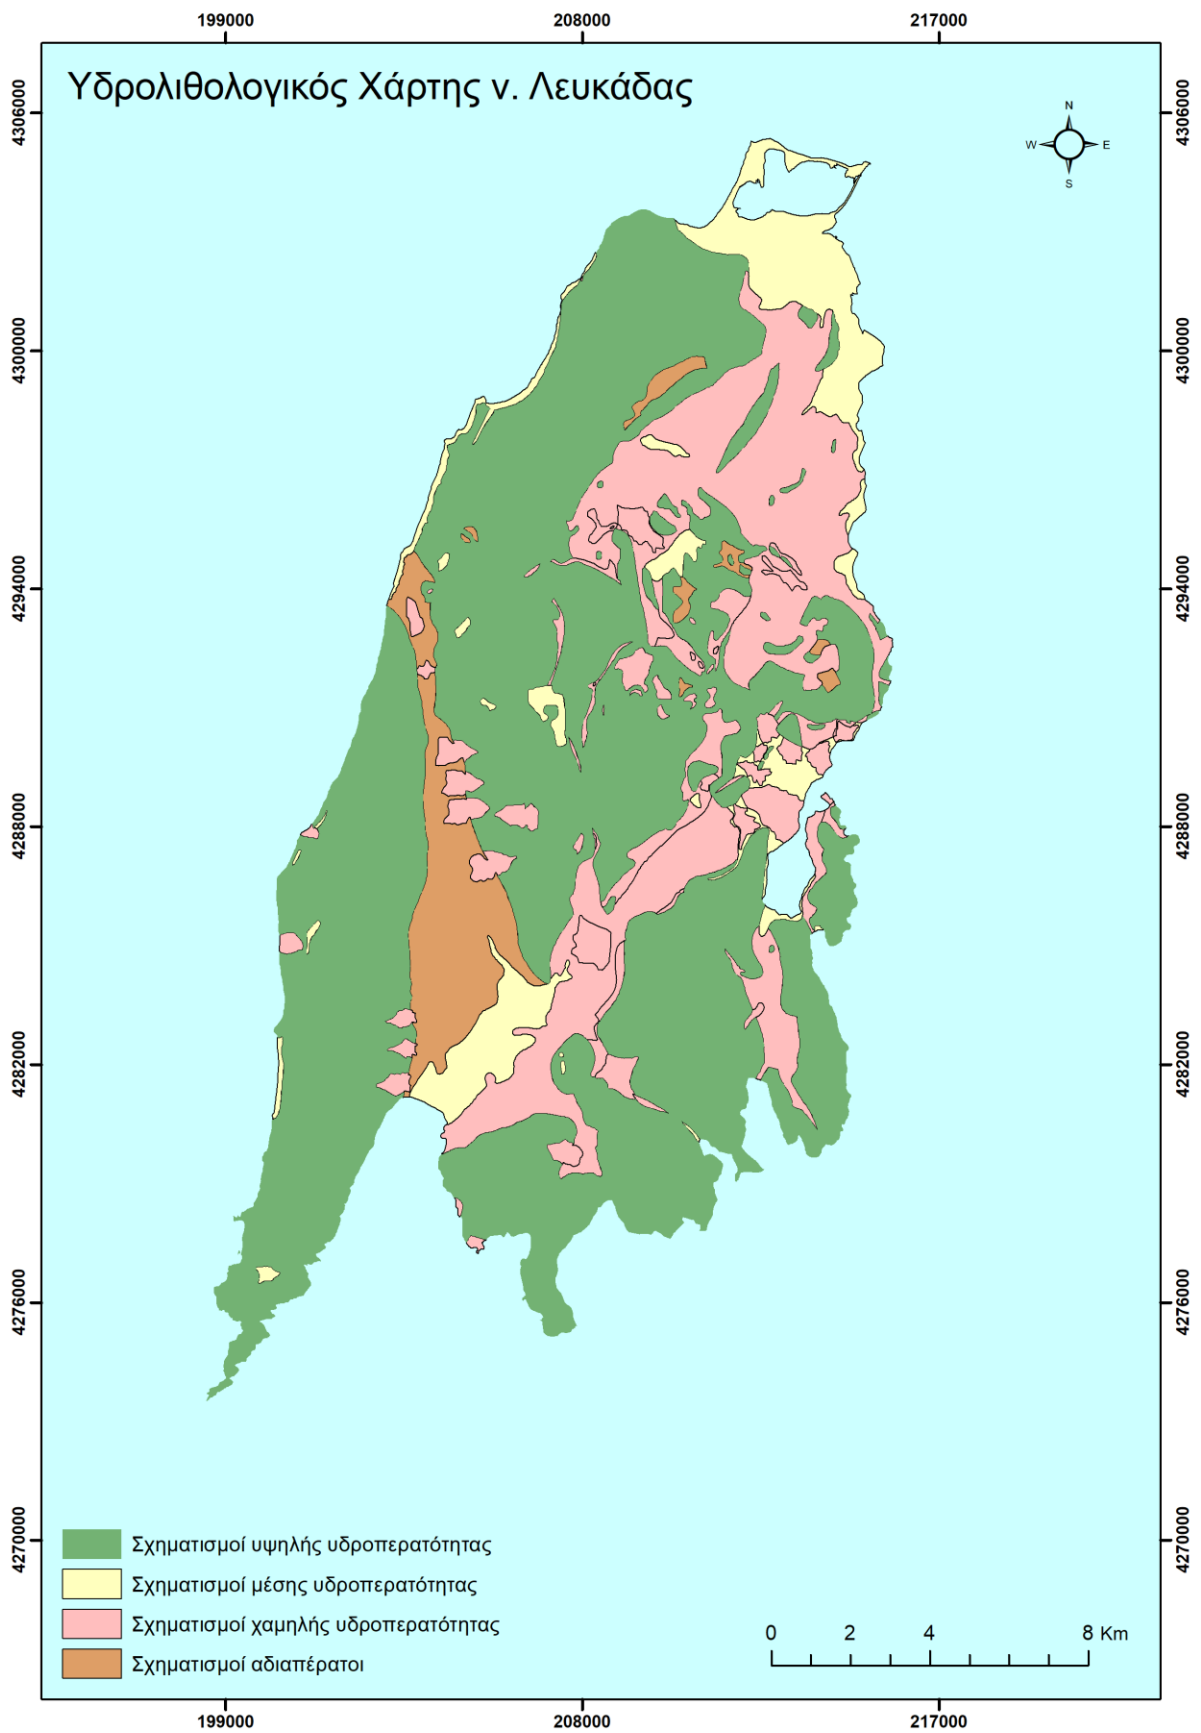 199000 208000 217000
Υδρολιθολογικός Χάρτης ν. Λευκάδας
N
W E
S
4306000 4306000
4300000 4300000
4294000 4294000
4288000 4288000
4282000 4282000
4276000 4276000
4270000 4270000
Σχηματισμοί υψηλής υδροπερατότητας
Σχηματισμοί μέσης υδροπερατότητας
Σχηματισμοί χαμηλής υδροπερατότητας
Σχηματισμοί αδιαπέρατοι
0 2 4 8 Km
199000 208000 217000